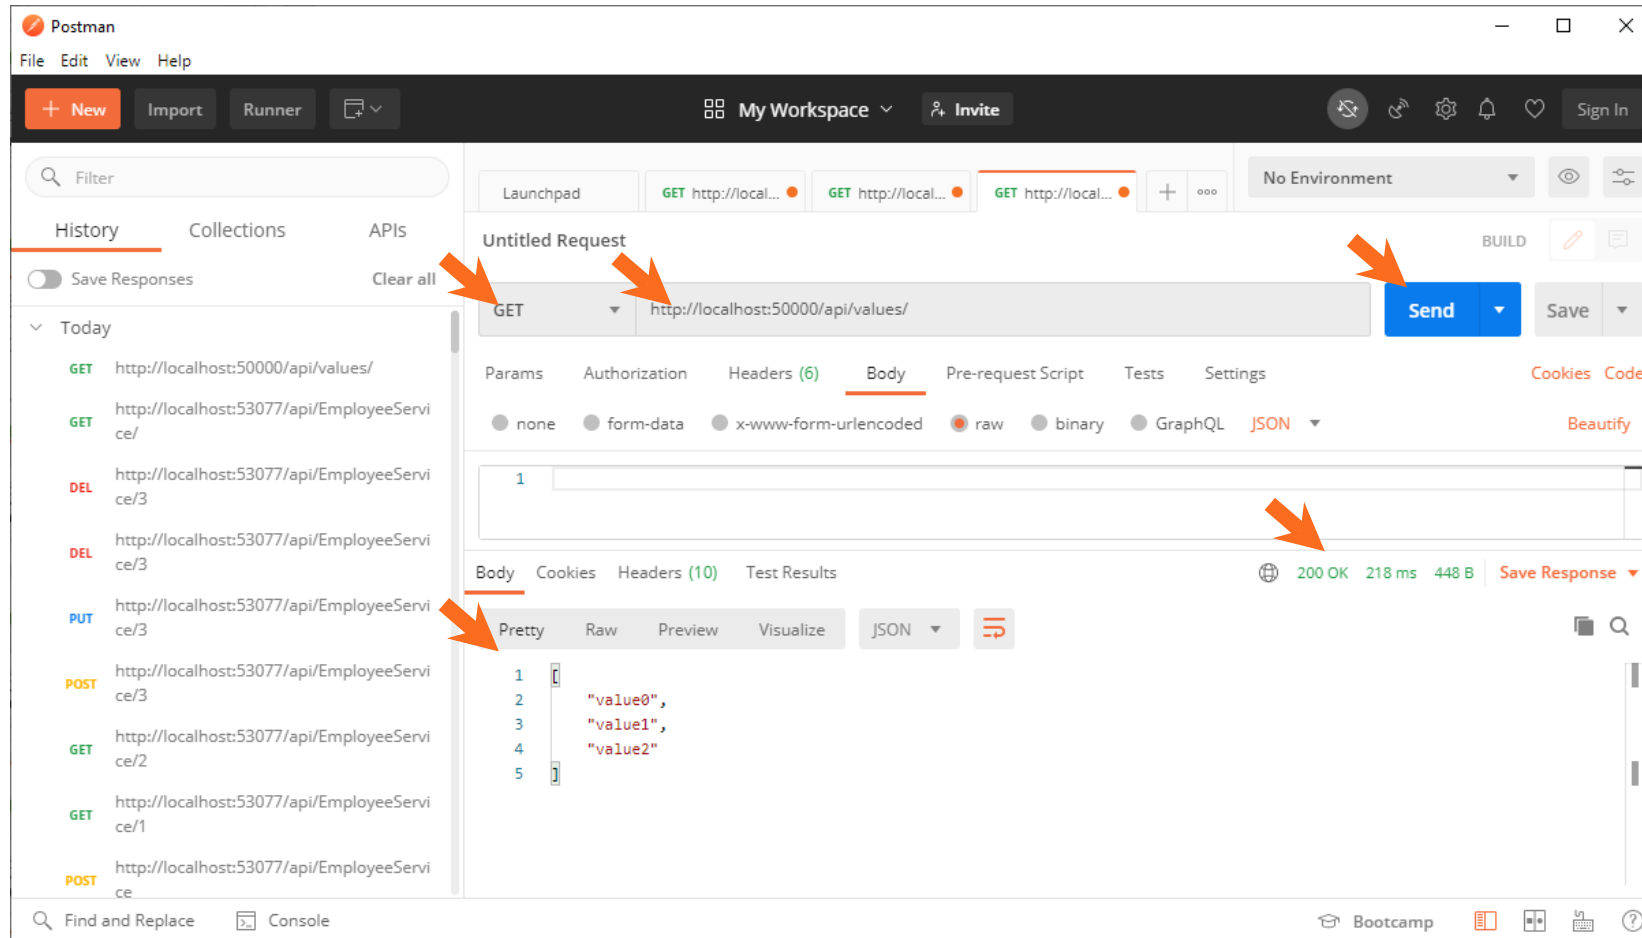 Postman
File Edit View Help
+ New Import Runner My Workspace Invite Sign In
Filter
Launchpad GET http://local... GET http://local... GET http://local... + ooo No Environment
History Collections APIs
Untitled Request BUILD
Save Responses Clear all
GET http://localhost:50000/api/values/ Send Save
Today
GET http://localhost:50000/api/values/
GET http://localhost:53077/api/EmployeeServi
ce/
DEL http://localhost:53077/api/EmployeeServi
ce/3
DEL http://localhost:53077/api/EmployeeServi
ce/3
PUT http://localhost:53077/api/EmployeeServi
ce/3
POST http://localhost:53077/api/EmployeeServi
ce/3
GET http://localhost:53077/api/EmployeeServi
ce/2
GET http://localhost:53077/api/EmployeeServi
ce/1
POST http://localhost:53077/api/EmployeeServi
ce
Params Authorization Headers (6) Body Pre-request Script Tests Settings Cookies Code
none form-data x-www-form-urlencoded raw binary GraphQL JSON Beautify
1
Body Cookies Headers (10) Test Results 200 OK 218 ms 448 B Save Response
Pretty Raw Preview Visualize JSON
1 [
2 "value0",
3 "value1",
4 "value2"
5 ]
Find and Replace Console Bootcamp ?